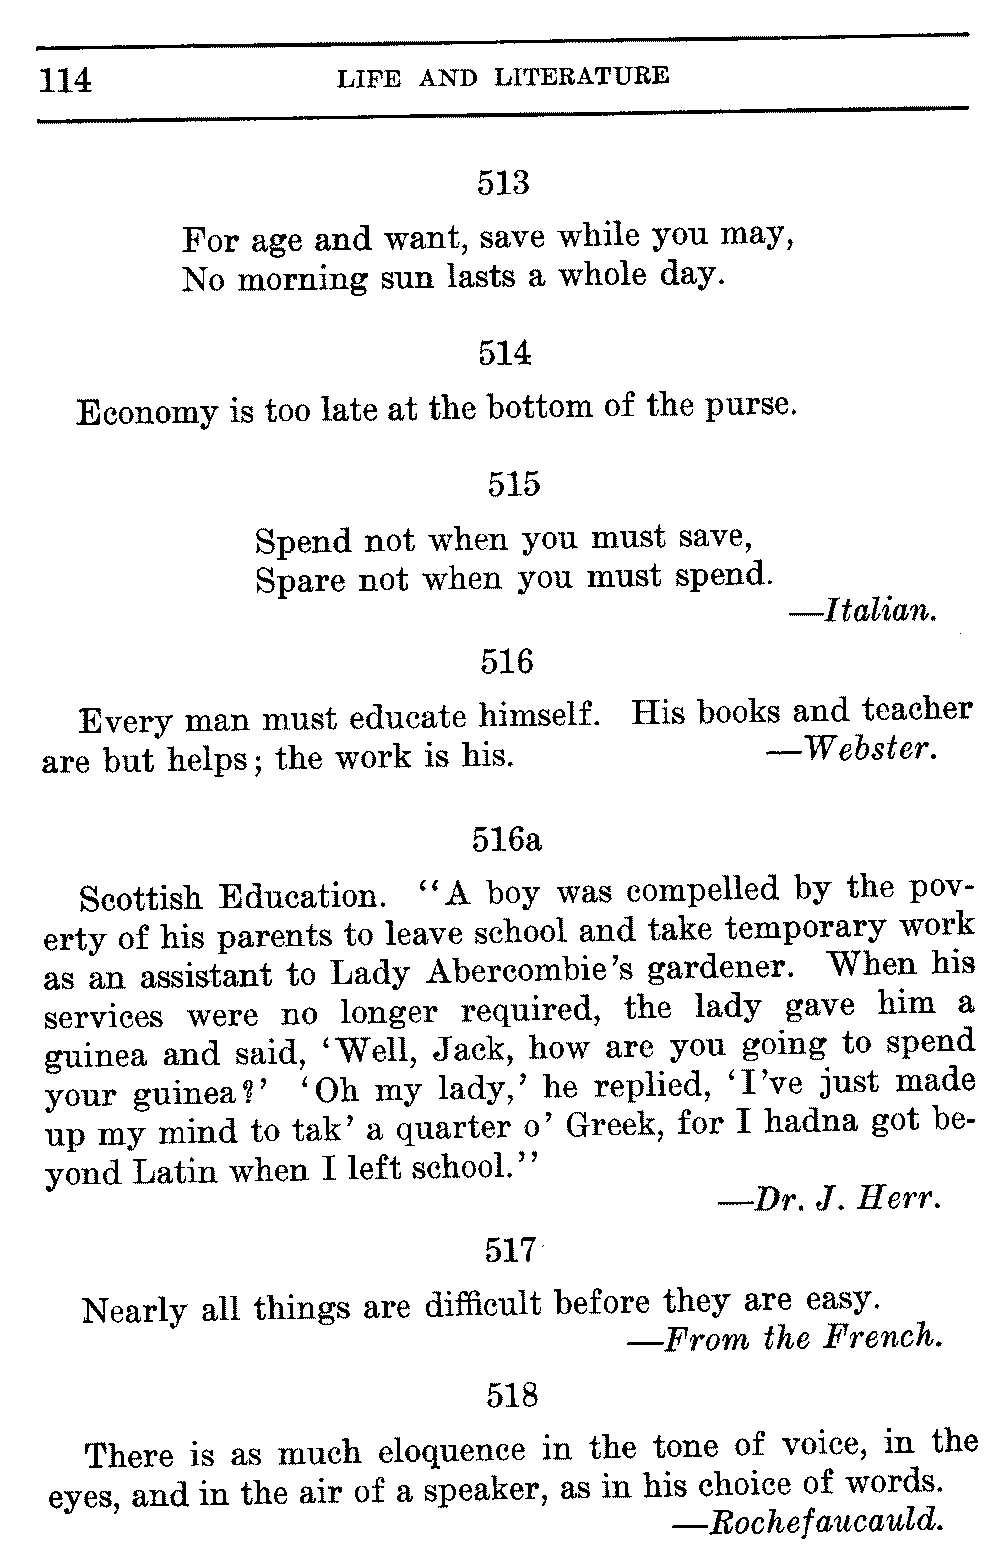 114 LIFE AND LITERATURE
513
For age and want, save while you may,
No morning sun lasts a whole day.
514
Economy is too late at the bottom of the purse.
515
Spend not when you must save,
Spare not when you must spend.
—Italian.
516
Every man must educate himself. His books and teacher
are but helps; the work is his. —Webster.
516a
Scottish Education. “A boy was compelled by the pov-
erty of his parents to leave school and take temporary work
as an assistant to Lady Abercombie's gardener. When his
services were no longer required, the lady gave him a
guinea and said, ‘Well, Jack, how are you going to spend
your guinea?’ ‘Oh my lady,’ he replied, ‘I've just made
up my mind to tak’ a quarter o’ Greek, for I hadna got be-
yond Latin when I left school.”
—Dr. J. Herr.
517
Nearly all things are difficult before they are easy.
—From the French.
518
There is as much eloquence in the tone of voice, in the
eyes, and in the air of a speaker, as in his choice of words.
—Rochefaucauld.